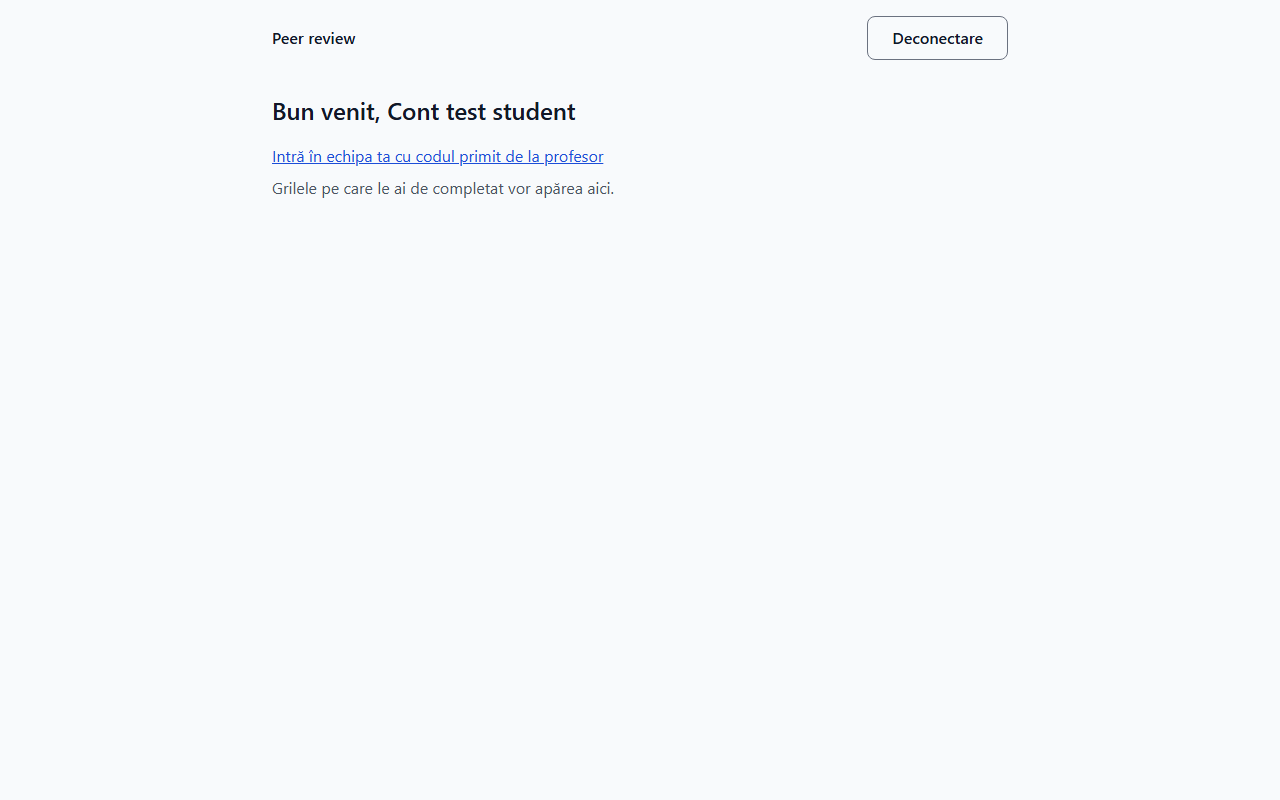 Peer review
Deconectare
Bun venit, Cont test student
Intră în echipa ta cu codul primit de la profesor
Grilele pe care le ai de completat vor apărea aici.